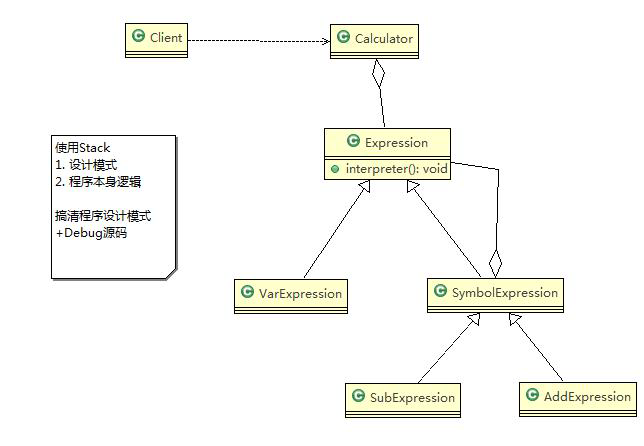 Client
Calculator
Expression
interpreter(): void
使用Stack
1. 设计模式
2. 程序本身逻辑
搞清程序设计模式
+Debug源码
VarExpression
SymbolExpression
SubExpression
AddExpression